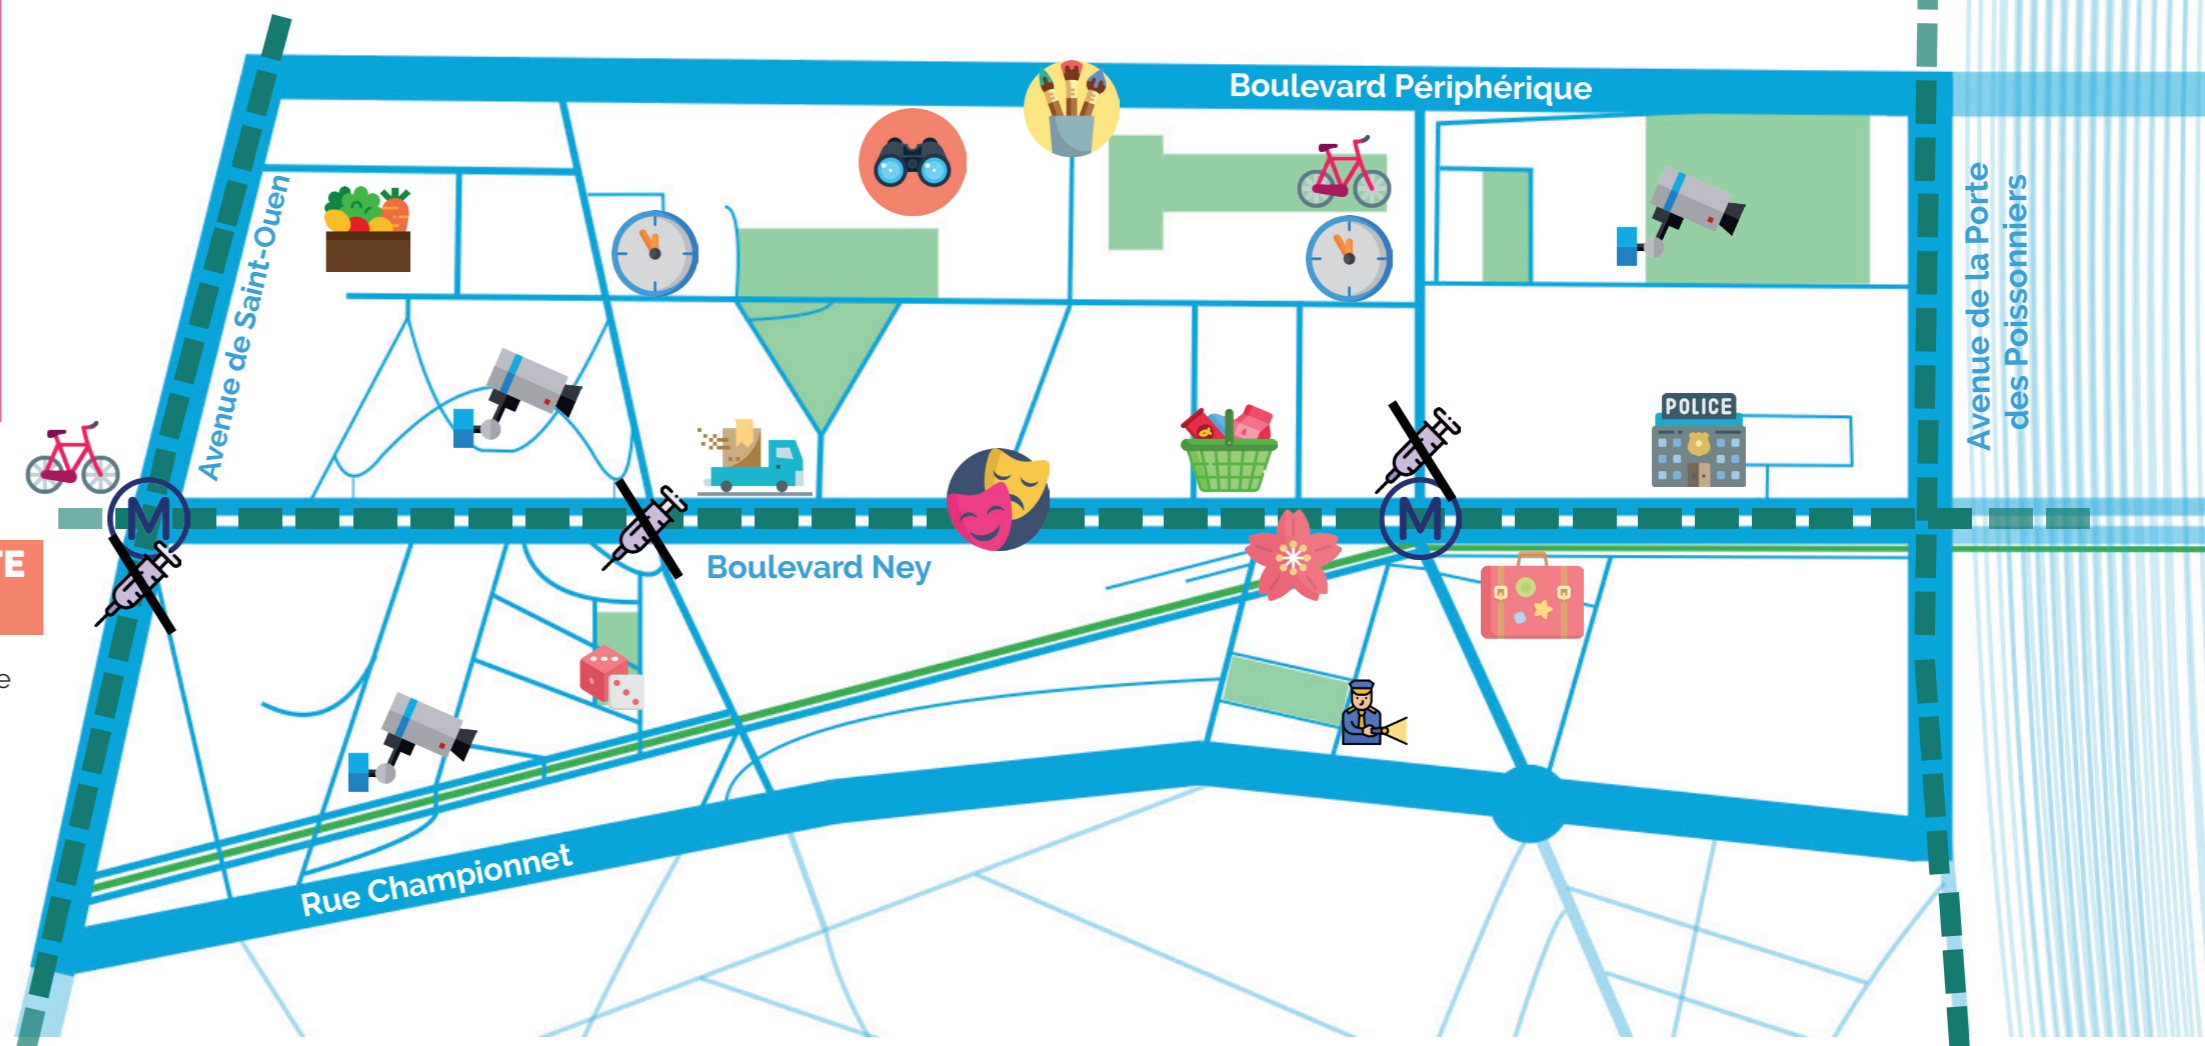 Boulevard Périphérique
Avenue de Saint-Ouen
Avenue de la Porte
des Poissonniers
POLICE
M
M
TE
Boulevard Ney
e
Rue Championnet